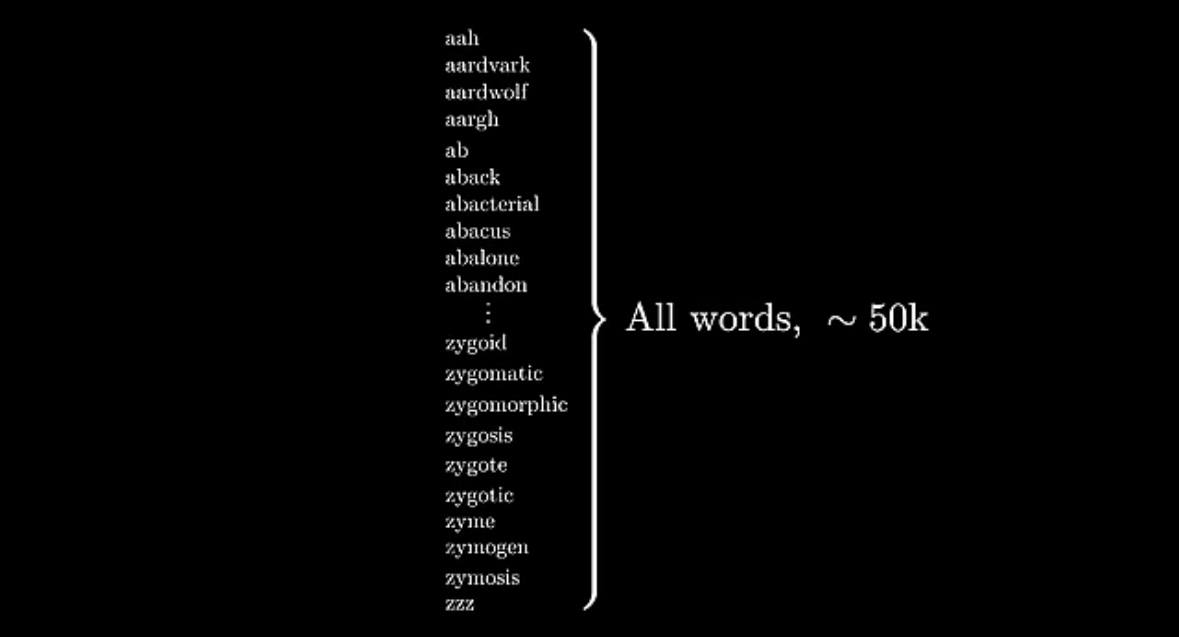 aah
aardvark
aardwolf
aargh
ab
aback
abacterial
abacus
abalone
abandon
⋮
zygoid
zygomatic
zygomorphic
zygosis
zygote
zygotic
zyme
zymogen
zymosis
zzz
All words, ~ 50k